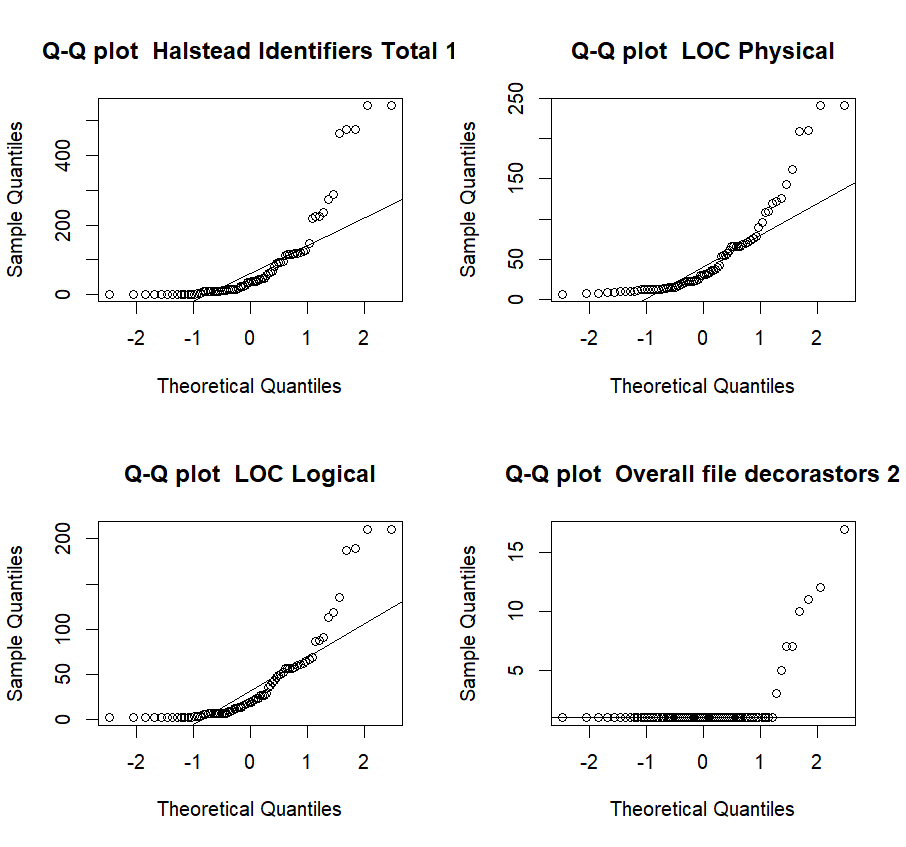 Q-Q plot  Halstead Identifiers Total 1
Sample Quantiles
400
200
0
-2 -1 0 1 2
Theoretical Quantiles
Q-Q plot  LOC Physical
Sample Quantiles
250
150
50
0
-2 -1 0 1 2
Theoretical Quantiles
Q-Q plot  LOC Logical
Sample Quantiles
200
100
50
0
-2 -1 0 1 2
Theoretical Quantiles
Q-Q plot  Overall file decorastors 2
Sample Quantiles
15
10
5
-2 -1 0 1 2
Theoretical Quantiles